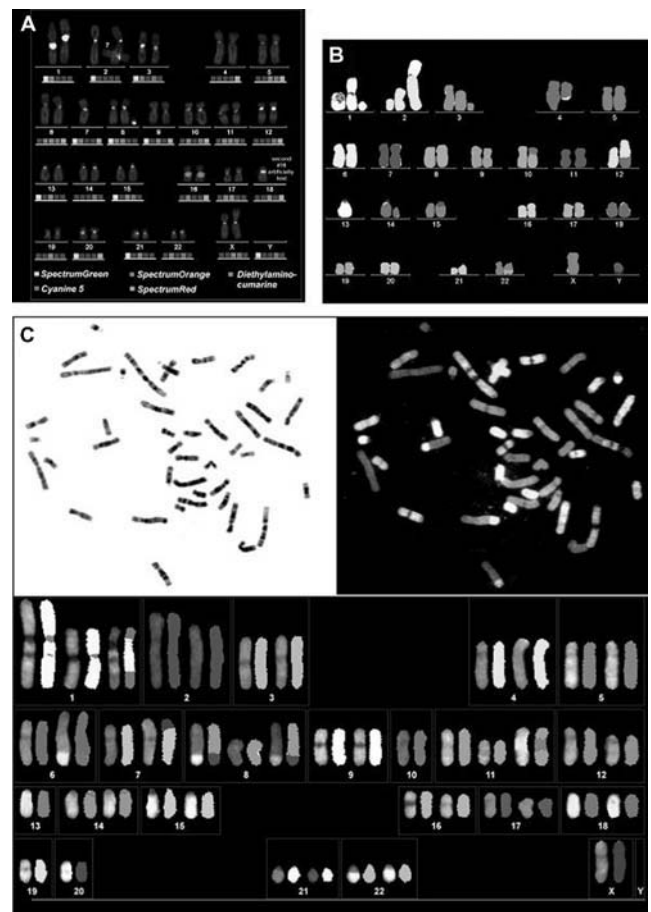 A
1 2 3 4 5
6 7 8 9 10 11 12
second #18
artificially
lost
13 14 15 16 17 18
19 20 21 22 X Y
SpectrumGreen SpectrumOrange Diethylamino-
cumarine
Cyanine 5 SpectrumRed
B
1 2 3 4 5
6 7 8 9 10 11 12
13 14 15 16 17 18
19 20 21 22 X Y
C
1 2 3 4 5
6 7 8 9 10 11 12
13 14 15 16 17 18
19 20 21 22 X Y